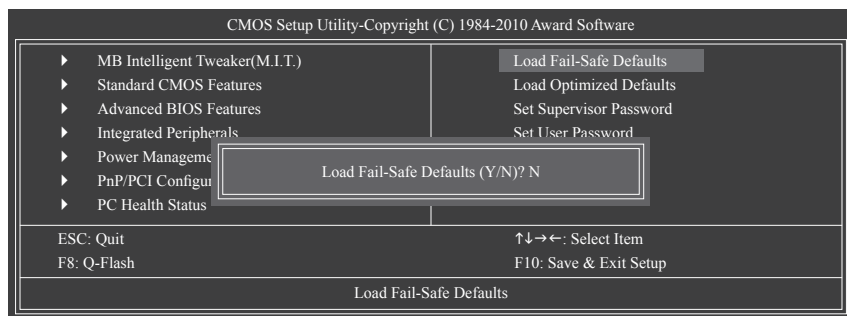 CMOS Setup Utility-Copyright (C) 1984-2010 Award Software
MB Intelligent Tweaker(M.I.T.)
Standard CMOS Features
Advanced BIOS Features
Integrated Peripherals
Power Manageme
PnP/PCI Configur
PC Health Status
Load Fail-Safe Defaults
Load Optimized Defaults
Set Supervisor Password
Set User Password
Load Fail-Safe Defaults (Y/N)? N
ESC: Quit
↑↓→←: Select Item
F8: Q-Flash
F10: Save & Exit Setup
Load Fail-Safe Defaults